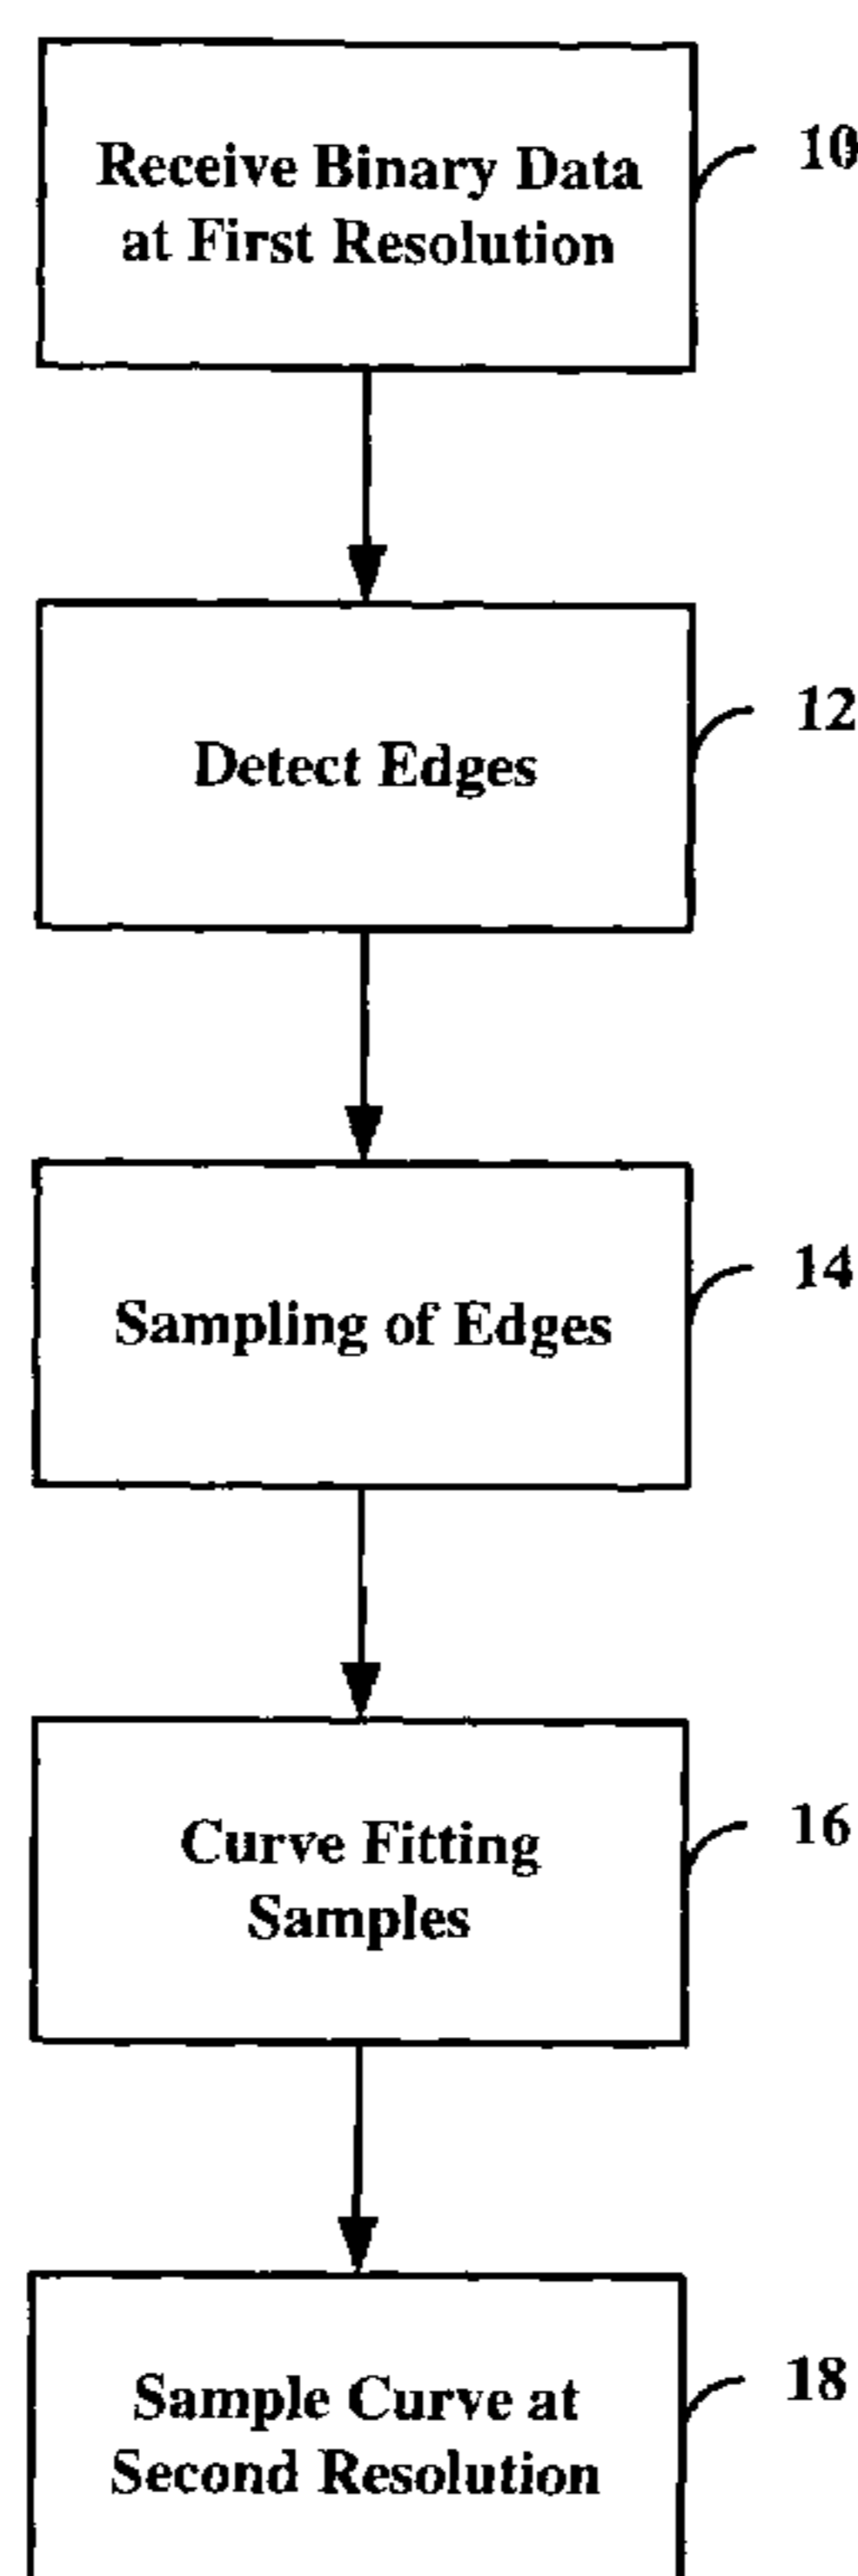 Receive Binary Data
at First Resolution
10
Detect Edges
12
Sampling of Edges
14
Curve Fitting
Samples
16
Sample Curve at
Second Resolution
18